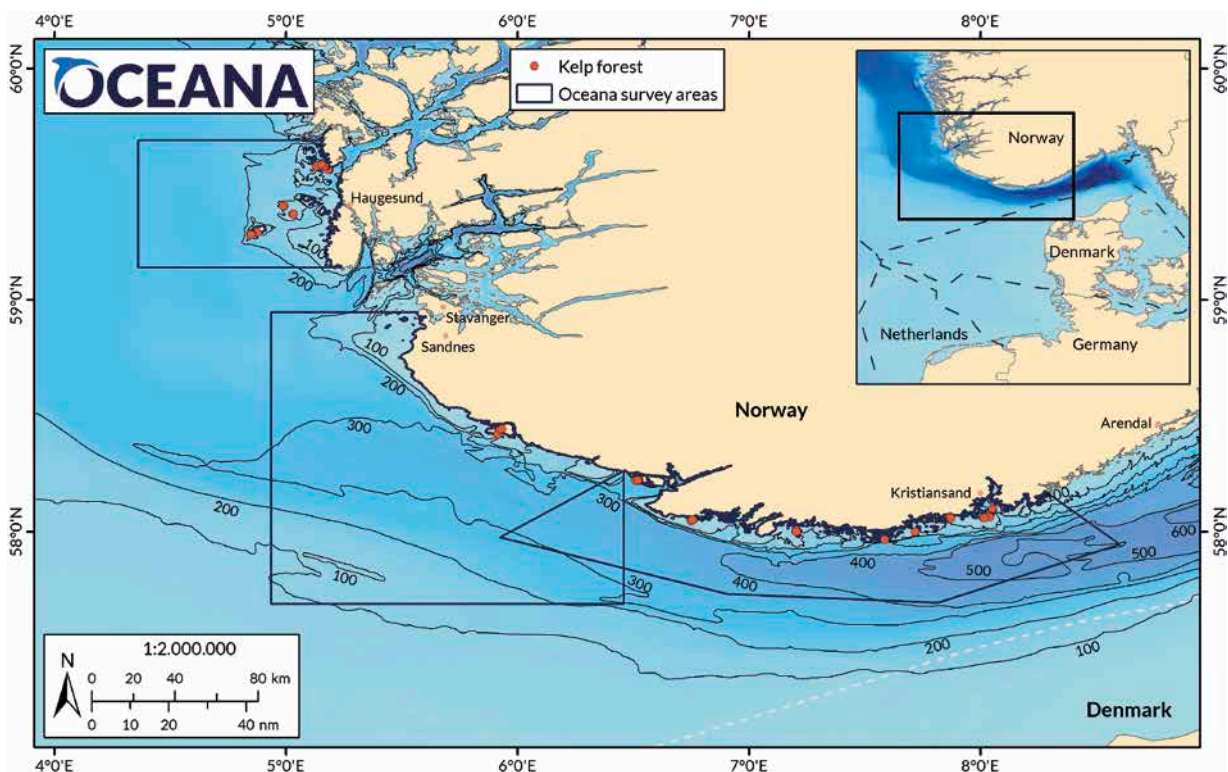 4°0'E 5°0'E 6°0'E 7°0'E 8°0'E
60°0'N
60°0'N
OCEANA
Kelp forest
Oceana survey areas
Norway
Denmark
Netherlands
Germany
Haugesund
100
200
59°0'N
59°0'N
Stavanger
Sandnes
100
200
300
Norway
Arendal
Kristiansand
300
200
58°0'N
58°0'N
600
500
400
500
400
300
100
200
100
1:2.000.000
N
0 20 40 80 km
0 10 20 40 nm
Denmark
4°0'E 5°0'E 6°0'E 7°0'E 8°0'E